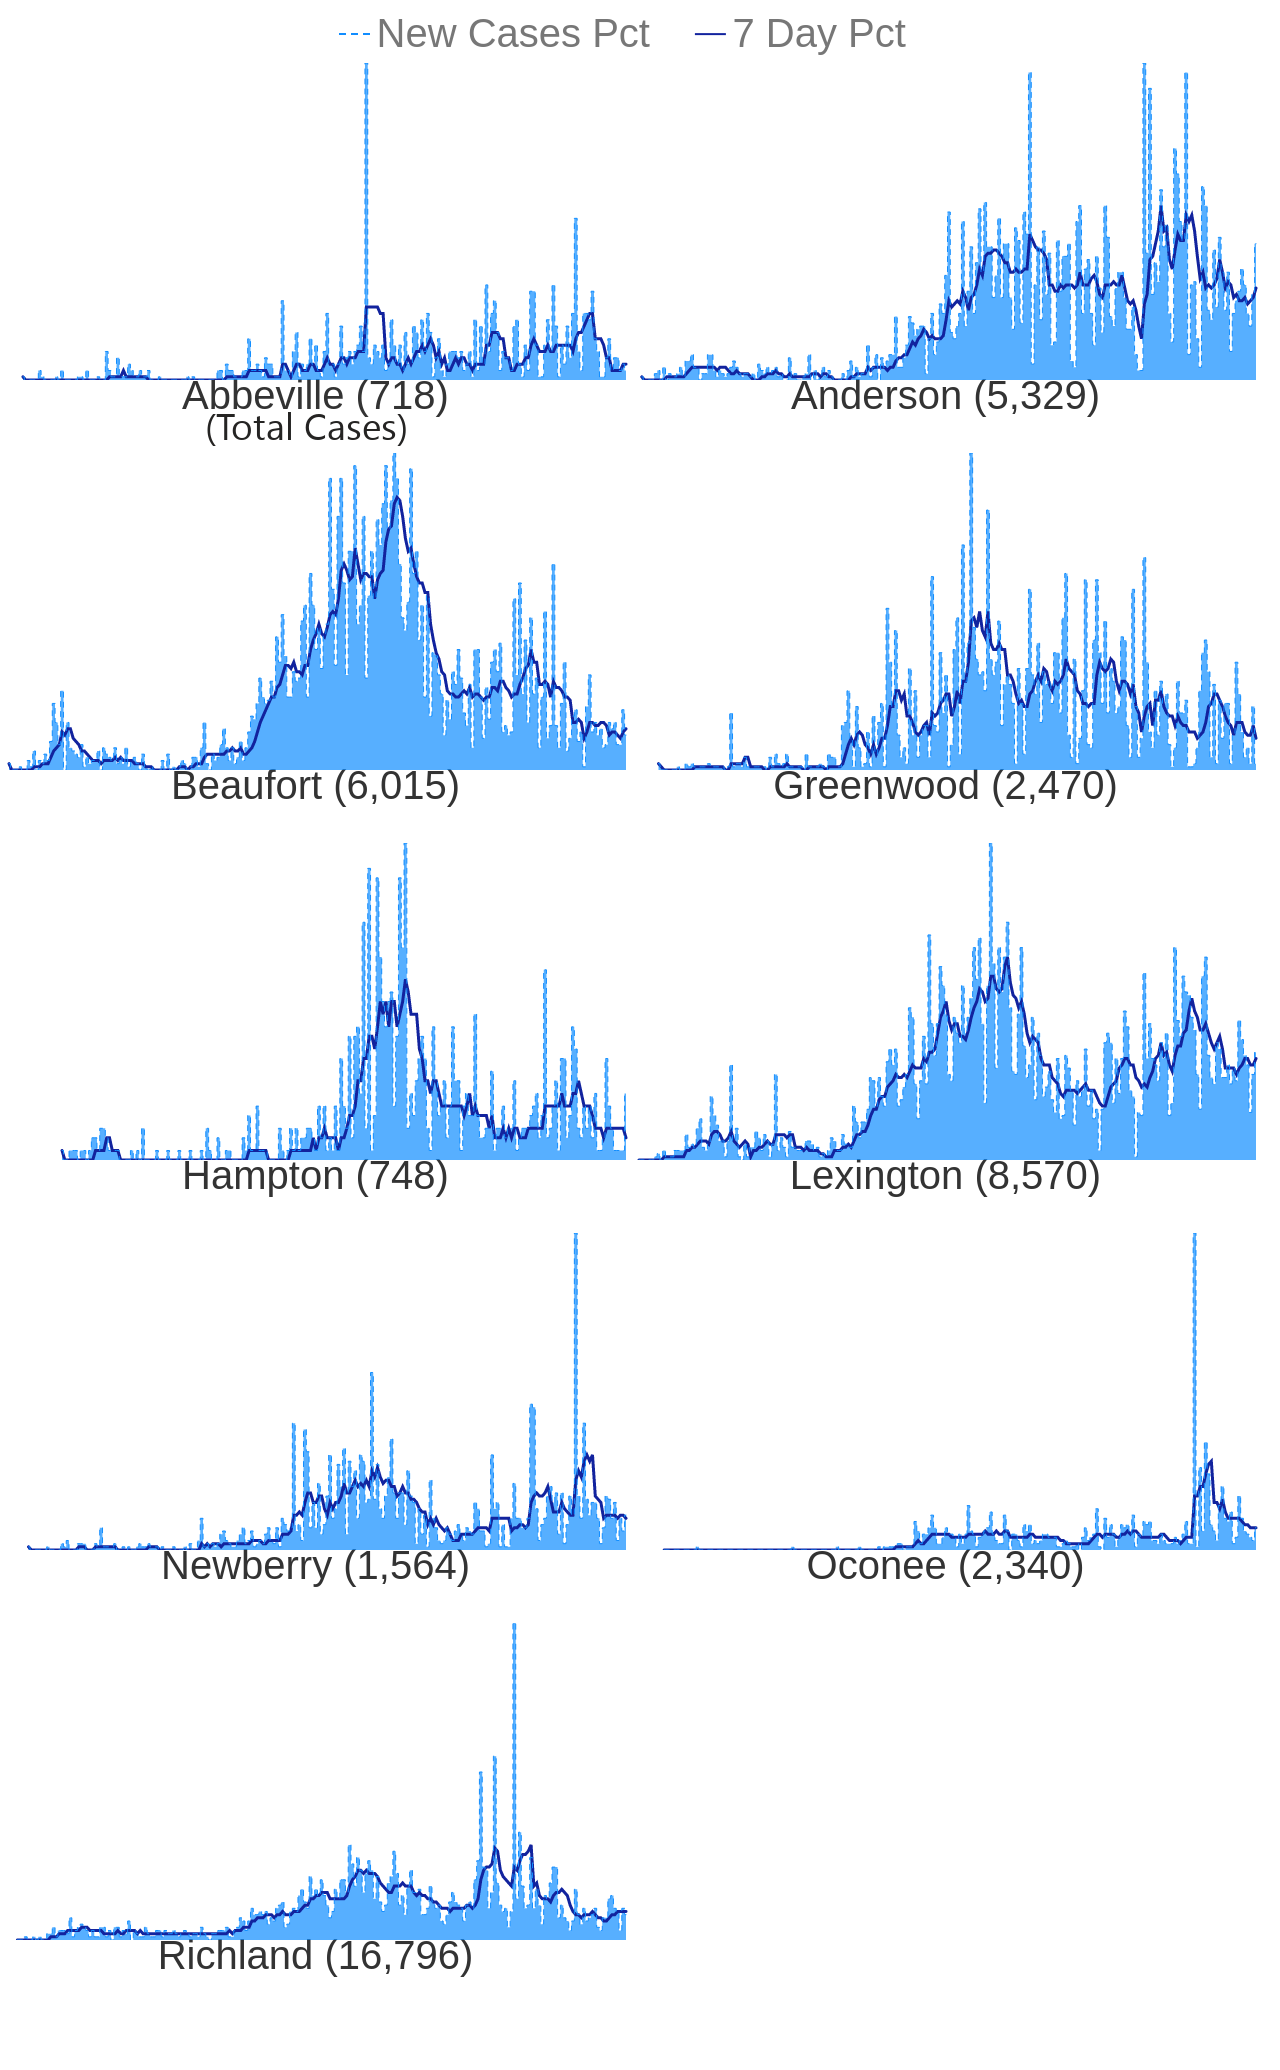 New Cases Pct 7 Day Pct
Abbeville (718) Anderson (5,329)
(Total Cases)
Beaufort (6,015) Greenwood (2,470)
Hampton (748) Lexington (8,570)
Newberry (1,564) Oconee (2,340)
Richland (16,796)